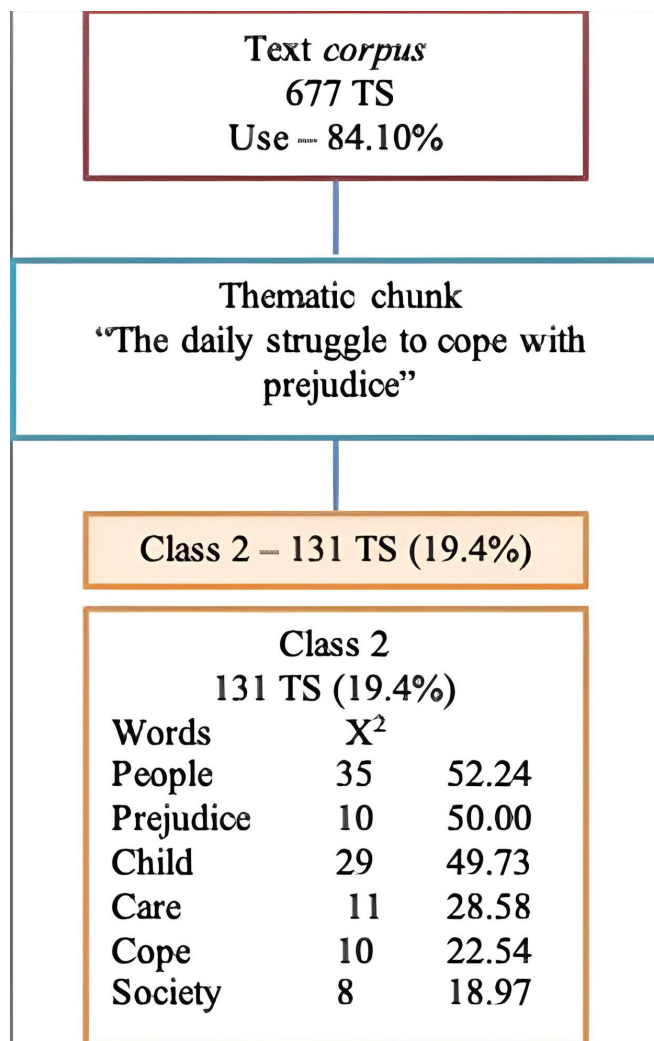 Text corpus
677 TS
Use – 84.10%
Thematic chunk
“The daily struggle to cope with
prejudice”
Class 2 – 131 TS (19.4%)
Class 2
131 TS (19.4%)
Words X²
People 35 52.24
Prejudice 10 50.00
Child 29 49.73
Care 11 28.58
Cope 10 22.54
Society 8 18.97